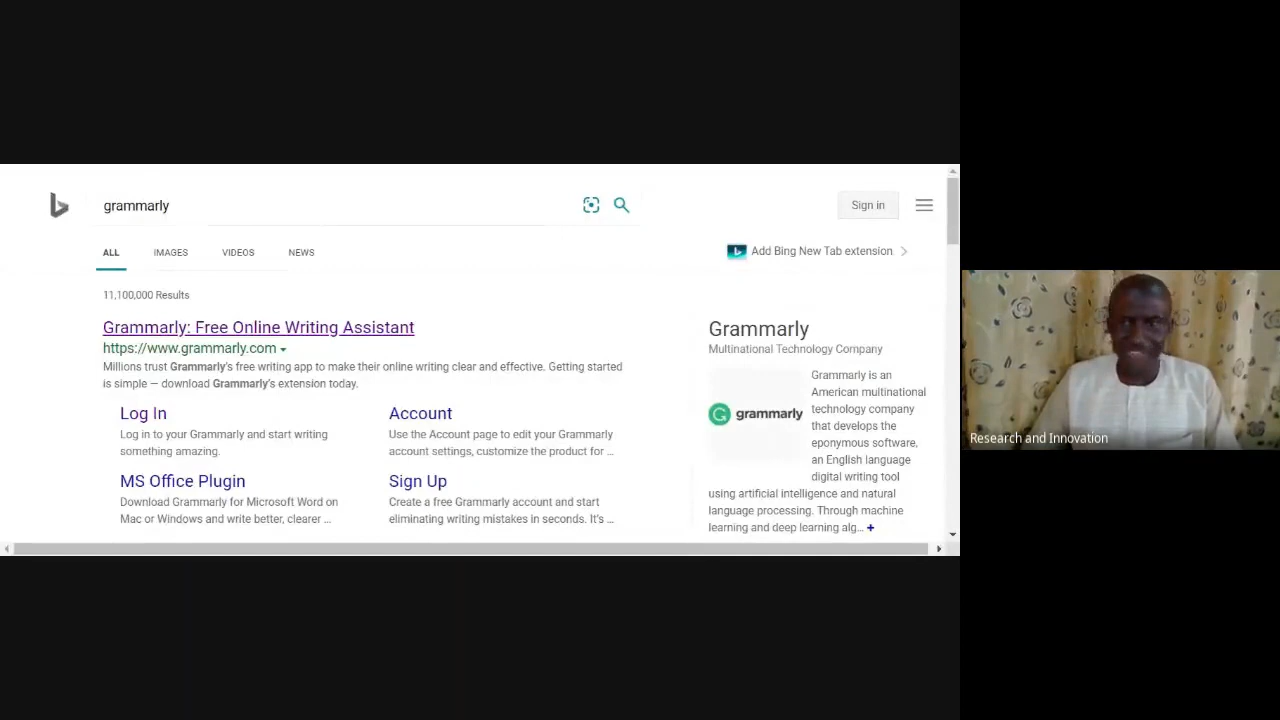 grammarly
Sign in
ALL
IMAGES
VIDEOS
NEWS
Add Bing New Tab extension
11,100,000 Results
Grammarly: Free Online Writing Assistant
https://www.grammarly.com
Millions trust Grammarly's free writing app to make their online writing clear and effective. Getting started
is simple — download Grammarly's extension today.
Log In
Log in to your Grammarly and start writing
something amazing.
Account
Use the Account page to edit your Grammarly
account settings, customize the product for ...
MS Office Plugin
Download Grammarly for Microsoft Word on
Mac or Windows and write better, clearer ...
Sign Up
Create a free Grammarly account and start
eliminating writing mistakes in seconds. It's ...
Grammarly
Multinational Technology Company
grammarly
Grammarly is an
American multinational
technology company
that develops the
eponymous software,
an English language
digital writing tool
using artificial intelligence and natural
language processing. Through machine
learning and deep learning alg... +
Research and Innovation